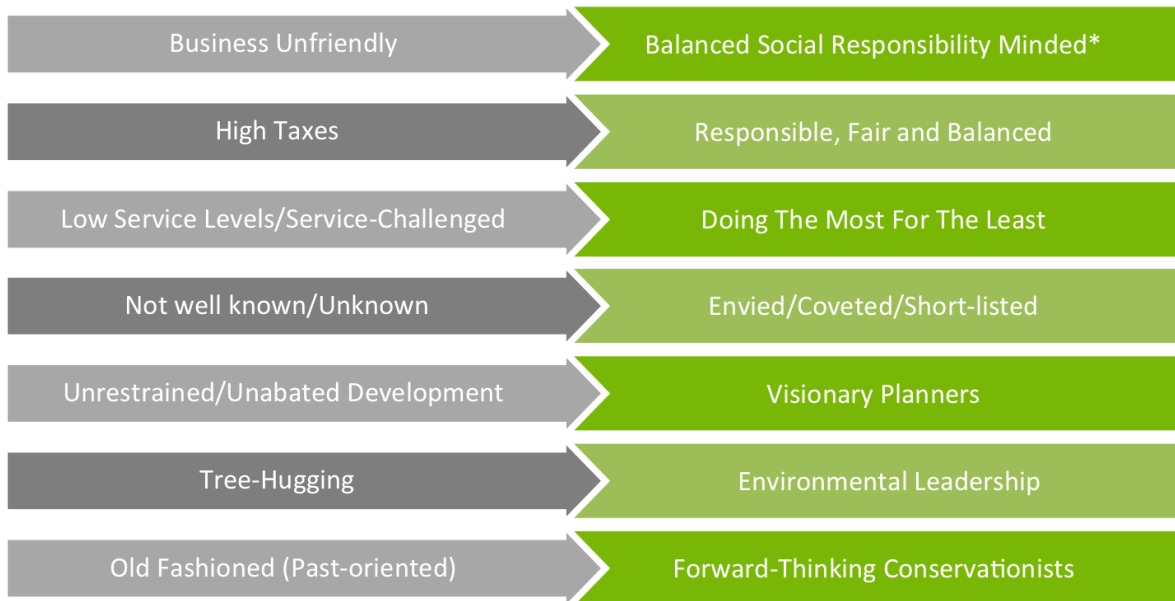 Business Unfriendly
Balanced Social Responsibility Minded*
High Taxes
Responsible, Fair and Balanced
Low Service Levels/Service-Challenged
Doing The Most For The Least
Not well known/Unknown
Envied/Coveted/Short-listed
Unrestrained/Unabated Development
Visionary Planners
Tree-Hugging
Environmental Leadership
Old Fashioned (Past-oriented)
Forward-Thinking Conservationists